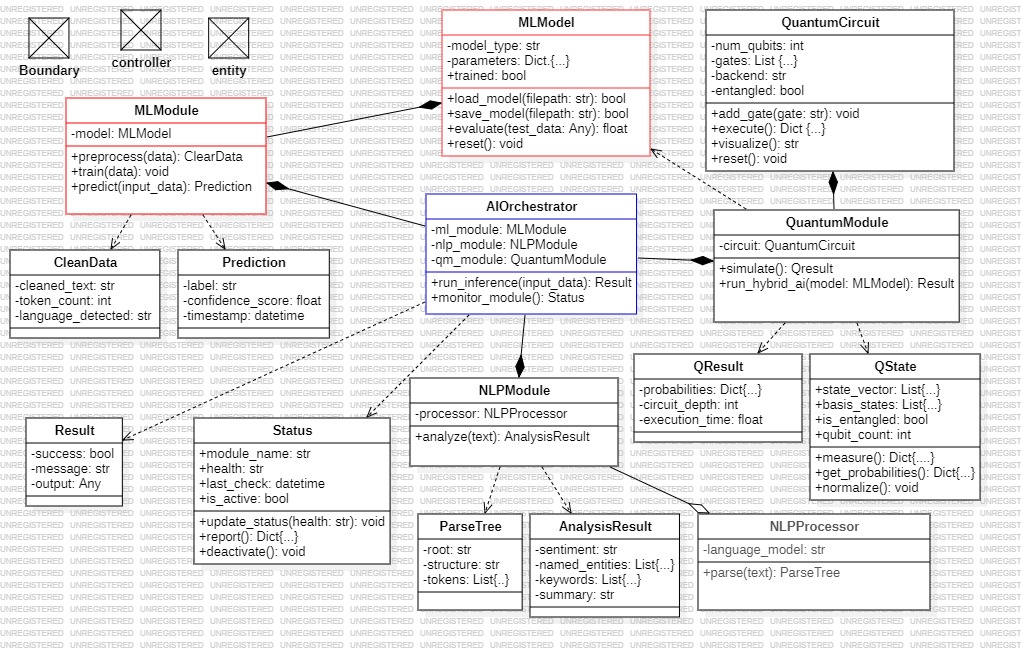 Boundary
controller
entity
MLModel
-model_type: str
-parameters: Dict.{...}
+trained: bool
+load_model(filepath: str): bool
+save_model(filepath: str): bool
+evaluate(test_data: Any): float
+reset(): void
QuantumCircuit
-num_qubits: int
-gates: List {...}
-backend: str
-entangled: bool
+add_gate(gate: str): void
+execute(): Dict {...}
+visualize(): str
+reset(): void
MLModule
-model: MLModel
+preprocess(data): ClearData
+train(data): void
+predict(input_data): Prediction
AIOrchestrator
-ml_module: MLModule
-nlp_module: NLPModule
-qm_module: QuantumModule
+run_inference(input_data): Result
+monitor_module(): Status
QuantumModule
-circuit: QuantumCircuit
+simulate(): Qresult
+run_hybrid_ai(model: MLModel): Result
CleanData
-cleaned_text: str
-token_count: int
-language_detected: str
Prediction
-label: str
-confidence_score: float
-timestamp: datetime
QResult
-probabilities: Dict{...}
-circuit_depth: int
-execution_time: float
QState
+state_vector: List{...}
+basis_states: List{...}
+is_entangled: bool
+qubit_count: int
+measure(): Dict{....}
+get_probabilities(): Dict{...}
+normalize(): void
NLPModule
-processor: NLPProcessor
+analyze(text): AnalysisResult
Result
-success: bool
-message: str
-output: Any
Status
+module_name: str
+health: str
+last_check: datetime
+is_active: bool
+update_status(health: str): void
+report(): Dict{...}
+deactivate(): void
ParseTree
-root: str
-structure: str
-tokens: List{..}
AnalysisResult
-sentiment: str
-named_entities: List{...}
-keywords: List{...}
-summary: str
NLPProcessor
-language_model: str
+parse(text): ParseTree
UNREGISTERED